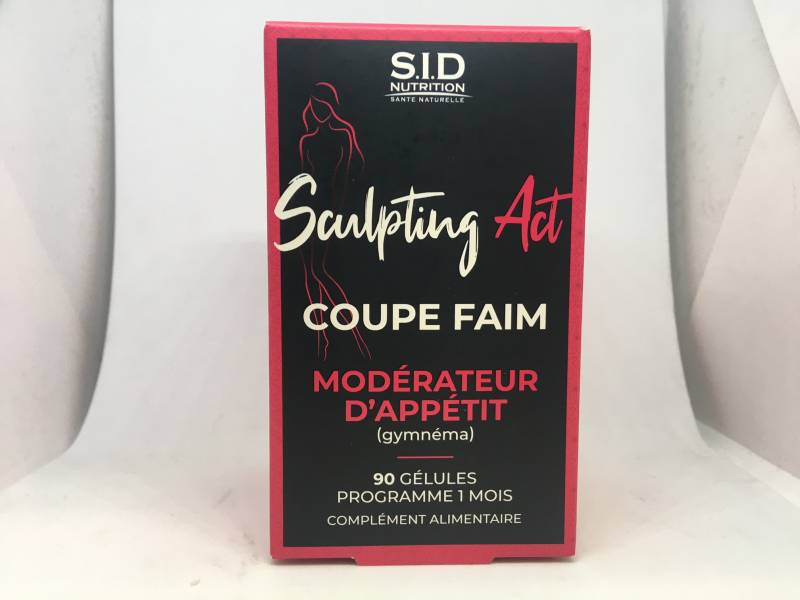 S.I.D
NUTRITION
SANTE NATURELLE
Sculpting Act
COUPE FAIM
MODÉRATEUR
D'APPÉTIT
(gymnéma)
90 GÉLULES
PROGRAMME 1 MOIS
COMPLÉMENT ALIMENTAIRE